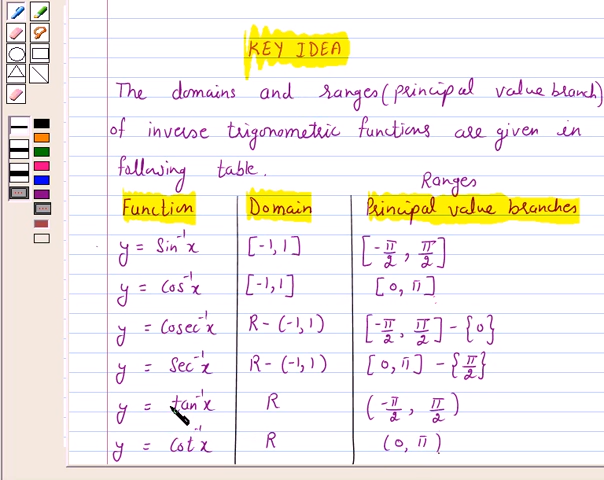 KEY IDEA
The domains and ranges (principal value branch)
of inverse trigonometric functions are given in
following table.
Ranges
Function Domain Principal value branches
y = Sin⁻¹x [-1, 1] [-π/2, π/2]
y = Cos⁻¹x [-1, 1] [0, π]
y = Cosec⁻¹x R - (-1, 1) [-π/2, π/2] - {0}
y = Sec⁻¹x R - (-1, 1) [0, π] - {π/2}
y = tan⁻¹x R (-π/2, π/2)
y = Cot⁻¹x R (0, π)